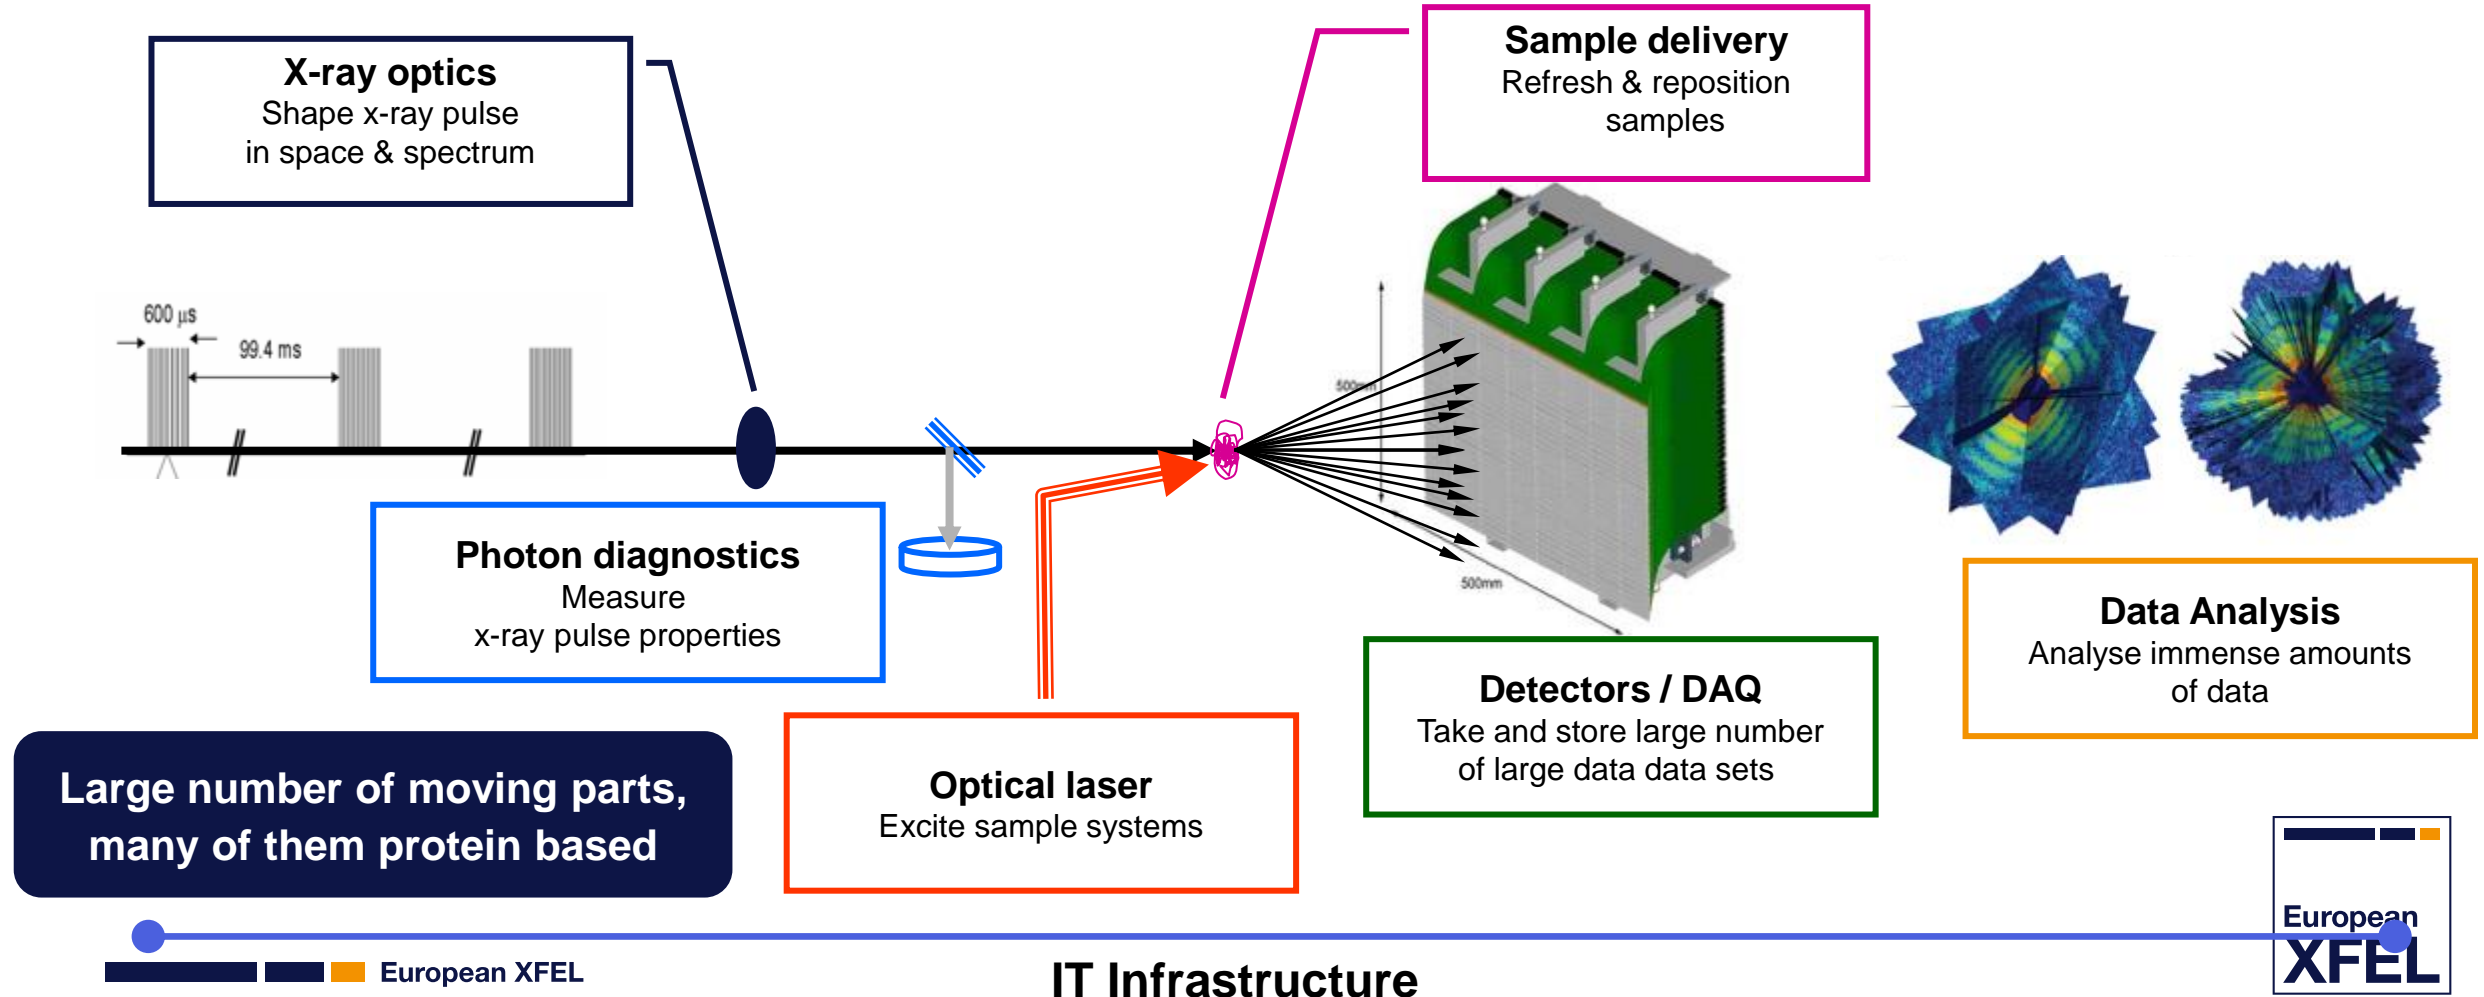 X-ray optics
Shape x-ray pulse
in space & spectrum
Sample delivery
Refresh & reposition
samples
600 µs
99.4 ms
500mm
500mm
Photon diagnostics
Measure
x-ray pulse properties
Optical laser
Excite sample systems
Detectors / DAQ
Take and store large number
of large data data sets
Data Analysis
Analyse immense amounts
of data
Large number of moving parts,
many of them protein based
European XFEL
IT Infrastructure
European
XFEL